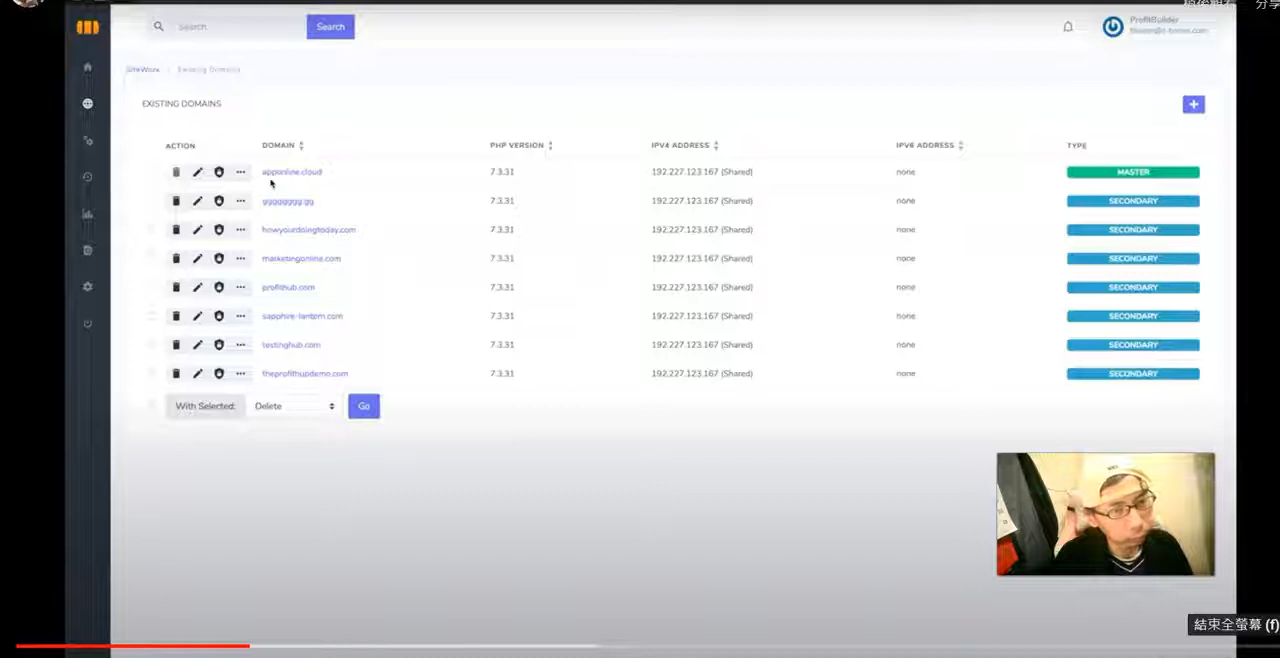 Search
Search
ProfitBuilder
SiteWorx
Existing Domains
EXISTING DOMAINS
ACTION DOMAIN PHP VERSION IPV4 ADDRESS IPV6 ADDRESS TYPE
apponline.cloud 7.3.31 192.227.123.167 (Shared) none MASTER
7.3.31 192.227.123.167 (Shared) none SECONDARY
howyourdoingtoday.com 7.3.31 192.227.123.167 (Shared) none SECONDARY
marketingonline.com 7.3.31 192.227.123.167 (Shared) none SECONDARY
profithub.com 7.3.31 192.227.123.167 (Shared) none SECONDARY
sapphire-lantern.com 7.3.31 192.227.123.167 (Shared) none SECONDARY
testinghub.com 7.3.31 192.227.123.167 (Shared) none SECONDARY
7.3.31 192.227.123.167 (Shared) none SECONDARY
With Selected: Delete Go
結束全螢幕 (f)